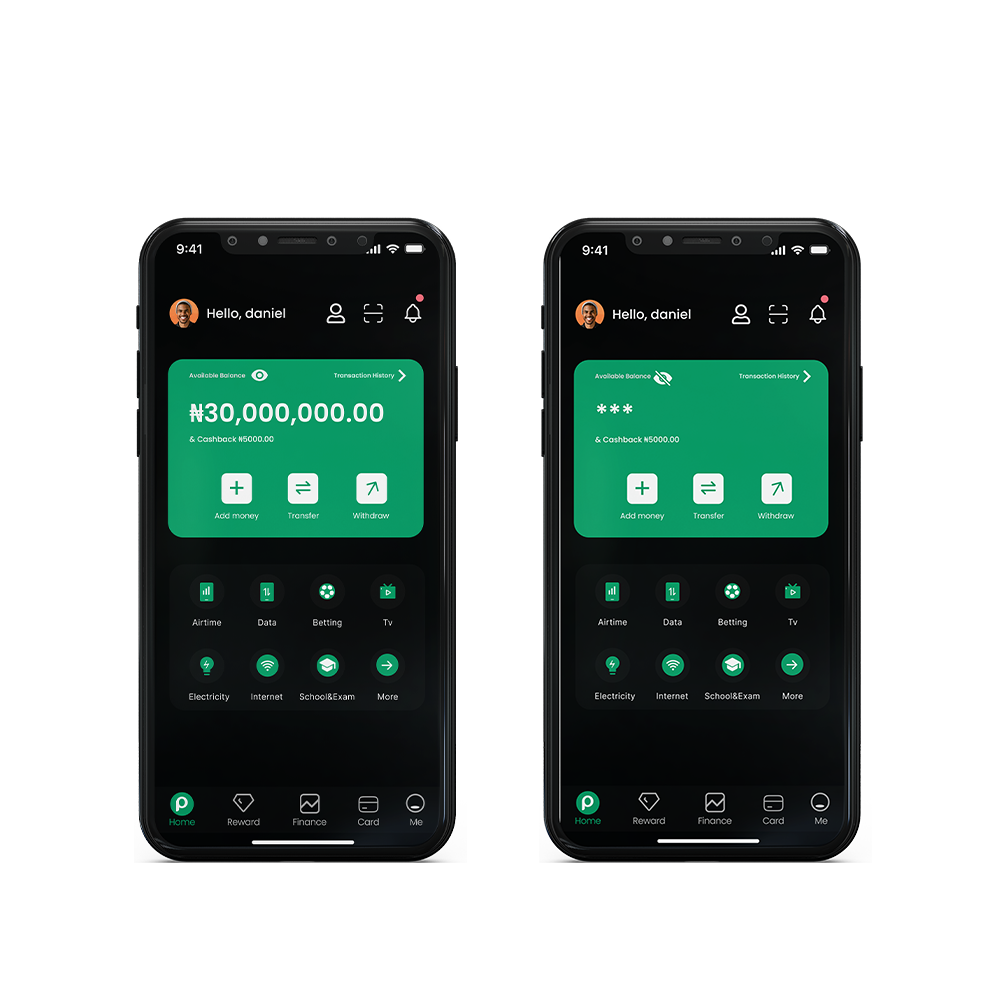 9:41
Hello, daniel
Available Balance
Transaction History
₦30,000,000.00
& Cashback ₦5000.00
Add money
Transfer
Withdraw
Airtime
Data
Betting
Tv
Electricity
Internet
School&Exam
More
Home
Reward
Finance
Card
Me
9:41
Hello, daniel
Available Balance
Transaction History
***
& Cashback ₦5000.00
Add money
Transfer
Withdraw
Airtime
Data
Betting
Tv
Electricity
Internet
School&Exam
More
Home
Reward
Finance
Card
Me